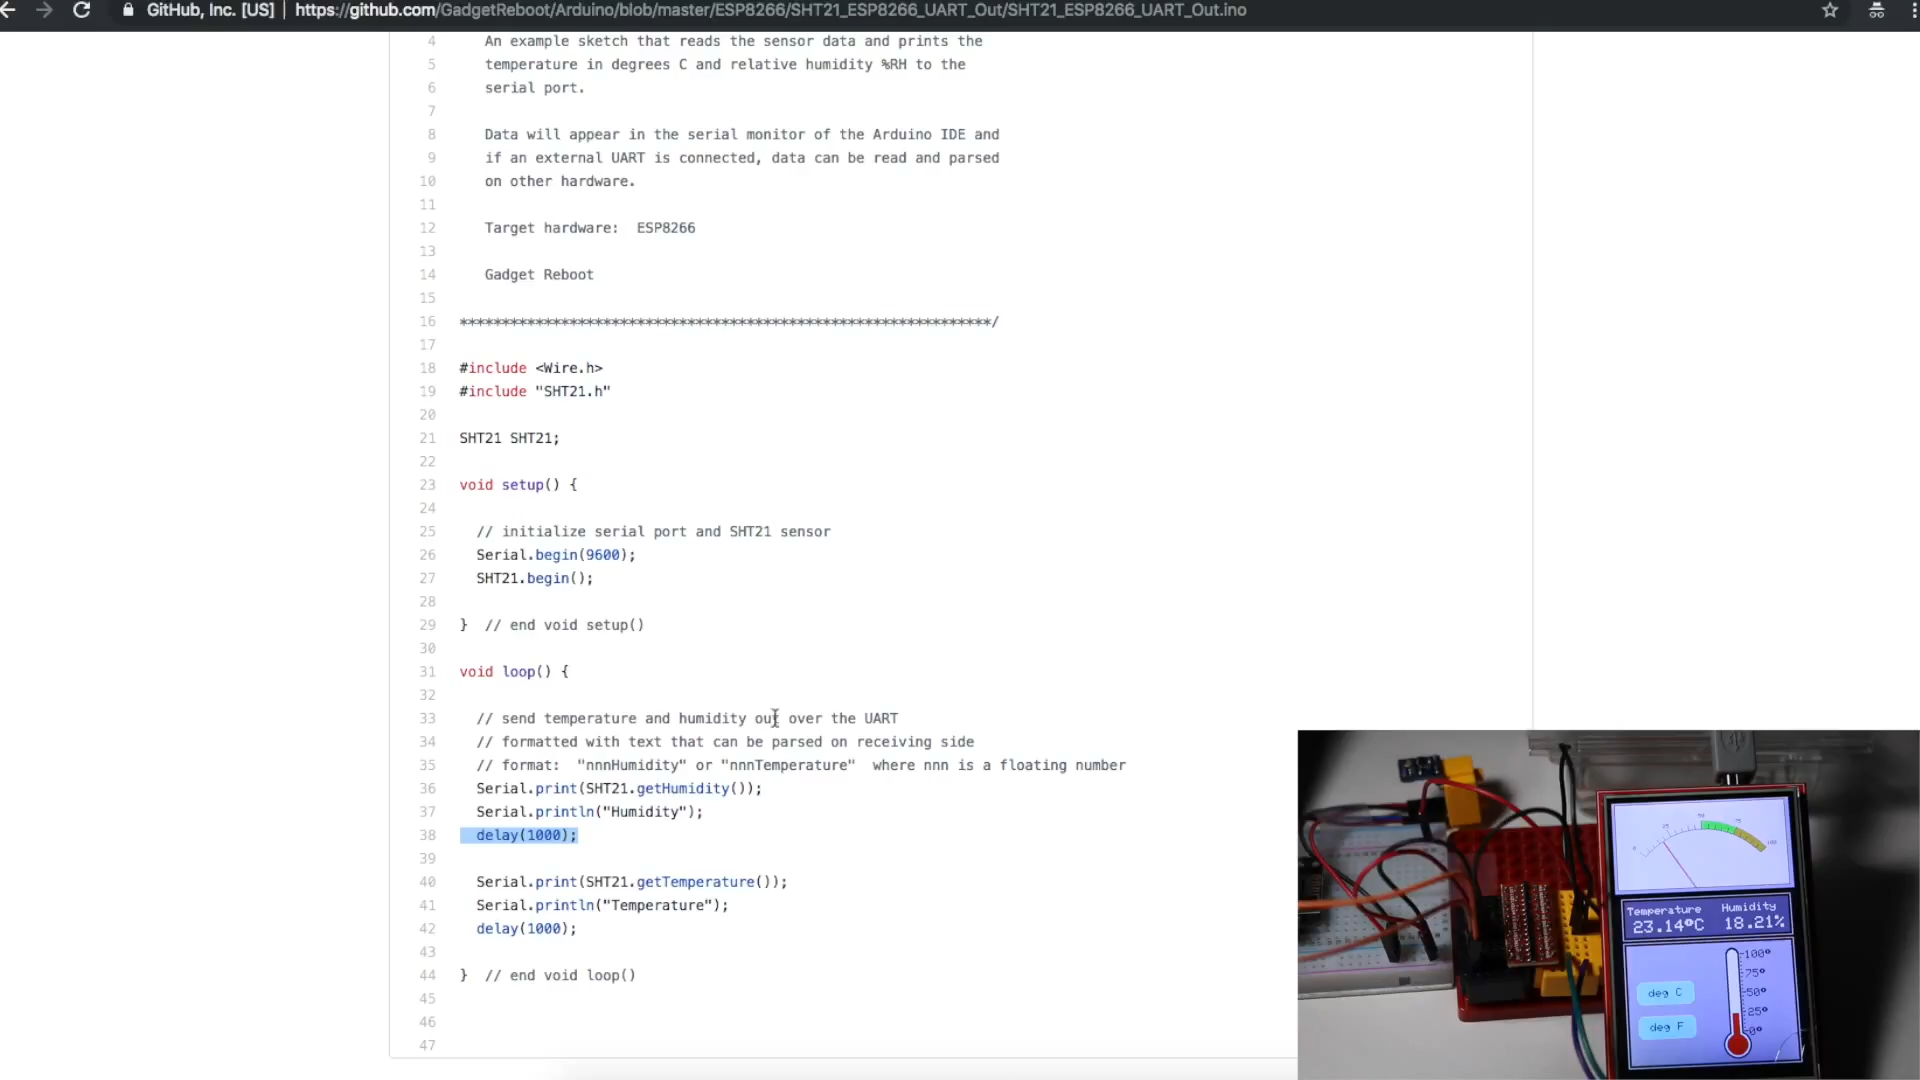 GitHub, Inc. [US] | https://github.com/GadgetReboot/Arduino/blob/master/ESP8266/SHT21_ESP8266_UART_Out/SHT21_ESP8266_UART_Out.ino
4 An example sketch that reads the sensor data and prints the
5 temperature in degrees C and relative humidity %RH to the
6 serial port.
7
8 Data will appear in the serial monitor of the Arduino IDE and
9 if an external UART is connected, data can be read and parsed
10 on other hardware.
11
12 Target hardware:  ESP8266
13
14 Gadget Reboot
15
16 ***************************************************************/
17
18 #include <Wire.h>
19 #include "SHT21.h"
20
21 SHT21 SHT21;
22
23 void setup() {
24
25 // initialize serial port and SHT21 sensor
26 Serial.begin(9600);
27 SHT21.begin();
28
29 }  // end void setup()
30
31 void loop() {
32
33 // send temperature and humidity out over the UART
34 // formatted with text that can be parsed on receiving side
35 // format:  "nnnHumidity" or "nnnTemperature"  where nnn is a floating number
36 Serial.print(SHT21.getHumidity());
37 Serial.println("Humidity");
38 delay(1000);
39
40 Serial.print(SHT21.getTemperature());
41 Serial.println("Temperature");
42 delay(1000);
43
44 }  // end void loop()
45
46
47
0 25 50 75 100
Temperature Humidity
23.14°C 18.21%
100°
75°
50°
25°
0°
deg C
deg F